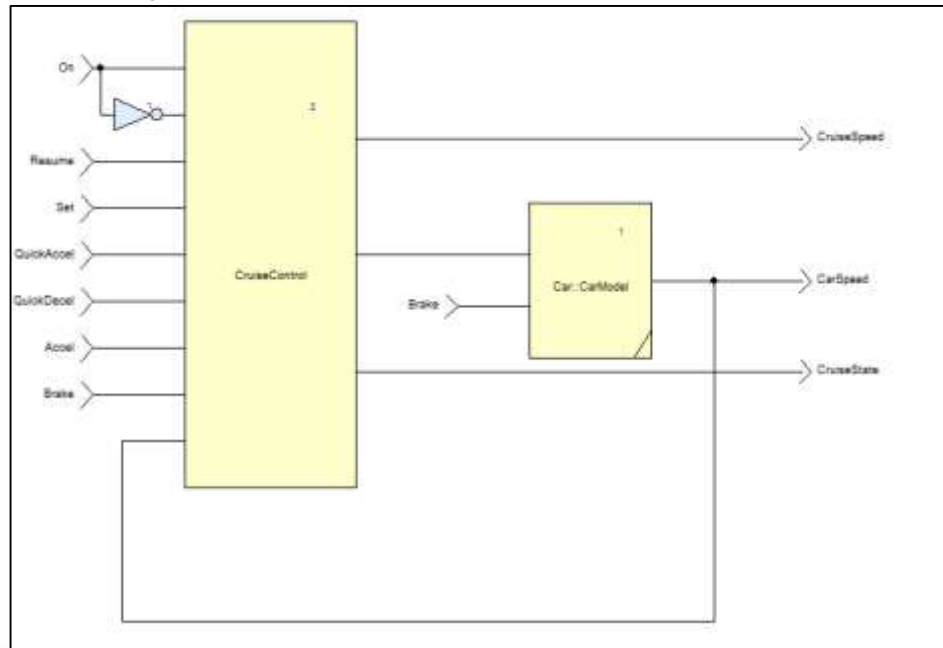 On
Resume
Set
QuickAccel
QuickDecel
Accel
Brake
2
CruiseControl
Brake
1
Car::CarModel
CruiseSpeed
CarSpeed
CruiseState